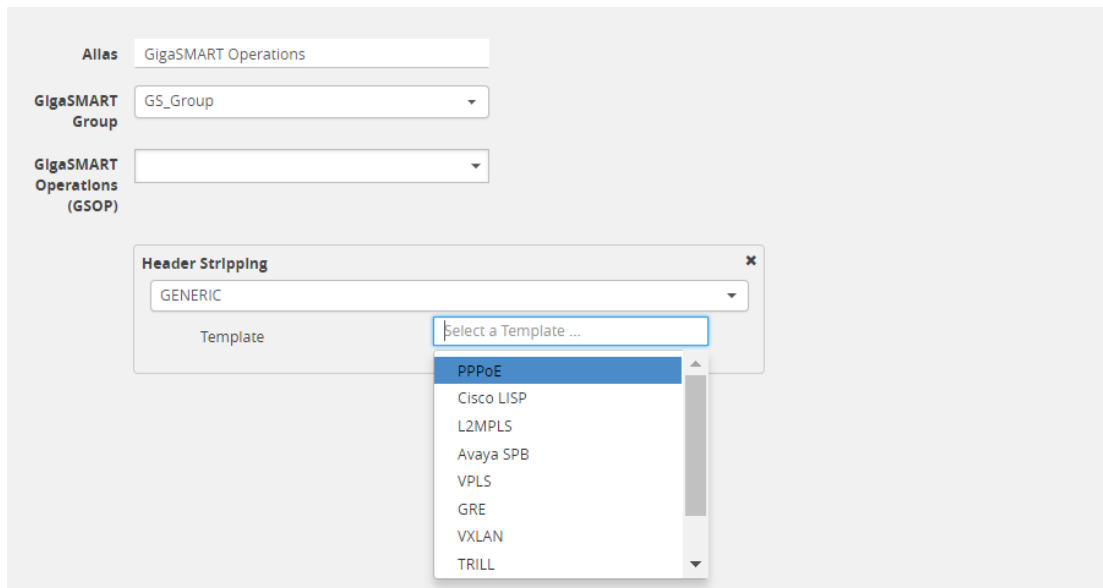 Alias GigaSMART Operations
GigaSMART Group GS_Group
GigaSMART Operations (GSOP)
Header Stripping
GENERIC
Template Select a Template ...
PPPoE
Cisco LISP
L2MPLS
Avaya SPB
VPLS
GRE
VXLAN
TRILL